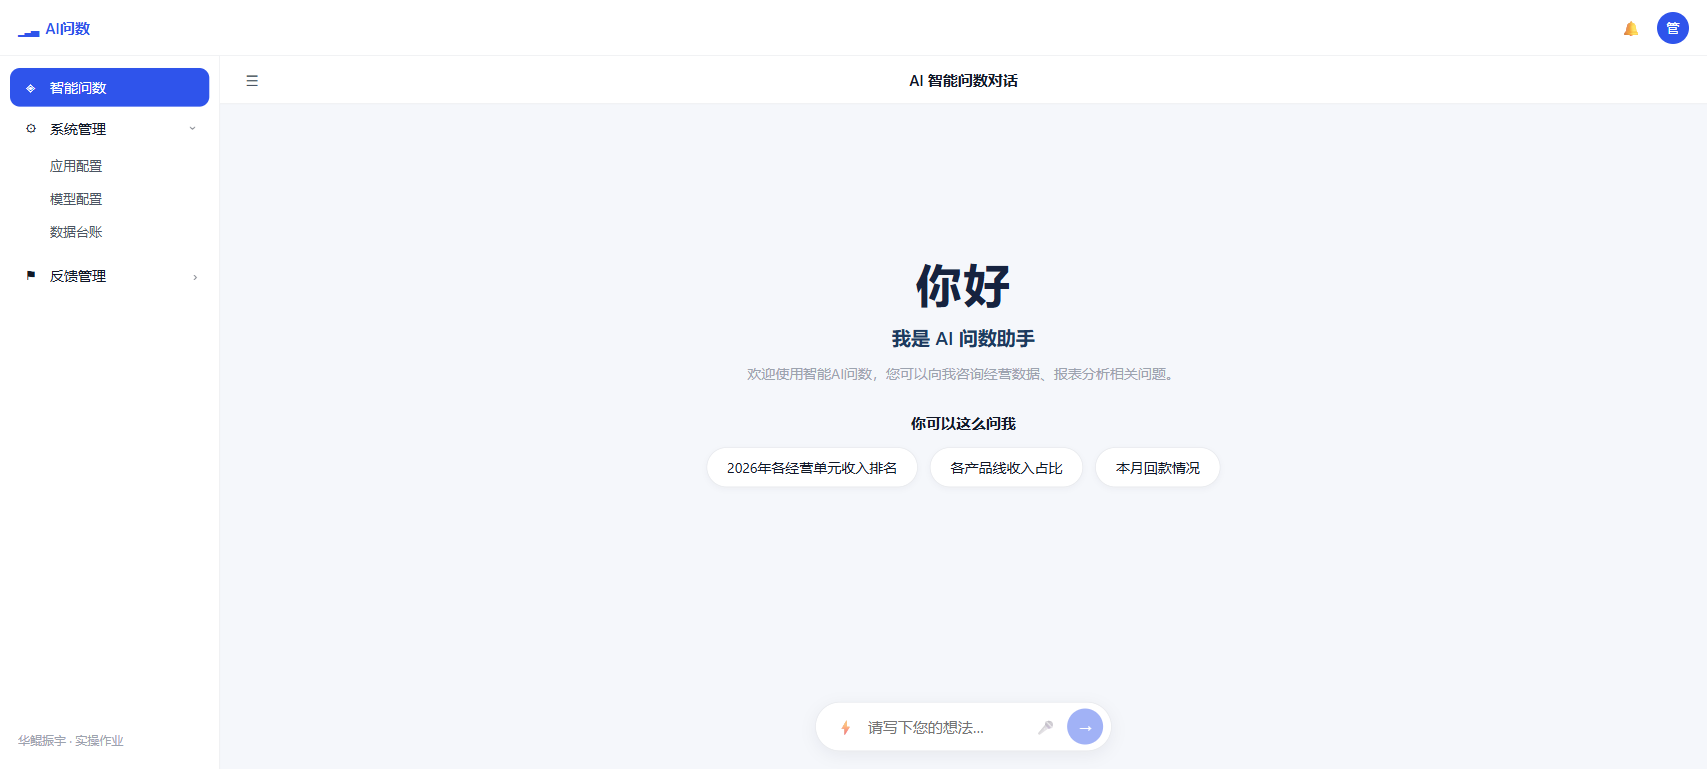 AI问数
管
智能问数
AI 智能问数对话
系统管理
应用配置
模型配置
数据台账
反馈管理
你好
我是 AI 问数助手
欢迎使用智能AI问数，您可以向我咨询经营数据、报表分析相关问题。
你可以这么问我
2026年各经营单元收入排名
各产品线收入占比
本月回款情况
请写下您的想法...
华鲲振宇 · 实操作业